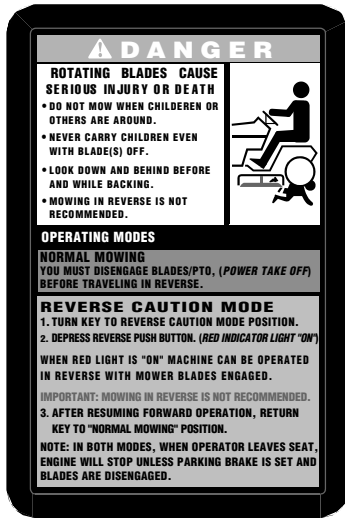 DANGER
ROTATING BLADES CAUSE
SERIOUS INJURY OR DEATH
• DO NOT MOW WHEN CHILDEREN OR
OTHERS ARE AROUND.
• NEVER CARRY CHILDREN EVEN
WITH BLADE(S) OFF.
• LOOK DOWN AND BEHIND BEFORE
AND WHILE BACKING.
• MOWING IN REVERSE IS NOT
RECOMMENDED.
OPERATING MODES
NORMAL MOWING
YOU MUST DISENGAGE BLADES/PTO, (POWER TAKE OFF)
BEFORE TRAVELING IN REVERSE.
REVERSE CAUTION MODE
1. TURN KEY TO REVERSE CAUTION MODE POSITION.
2. DEPRESS REVERSE PUSH BUTTON. (RED INDICATOR LIGHT "ON")
WHEN RED LIGHT IS "ON" MACHINE CAN BE OPERATED
IN REVERSE WITH MOWER BLADES ENGAGED.
IMPORTANT: MOWING IN REVERSE IS NOT RECOMMENDED.
3. AFTER RESUMING FORWARD OPERATION, RETURN
KEY TO "NORMAL MOWING" POSITION.
NOTE: IN BOTH MODES, WHEN OPERATOR LEAVES SEAT,
ENGINE WILL STOP UNLESS PARKING BRAKE IS SET AND
BLADES ARE DISENGAGED.